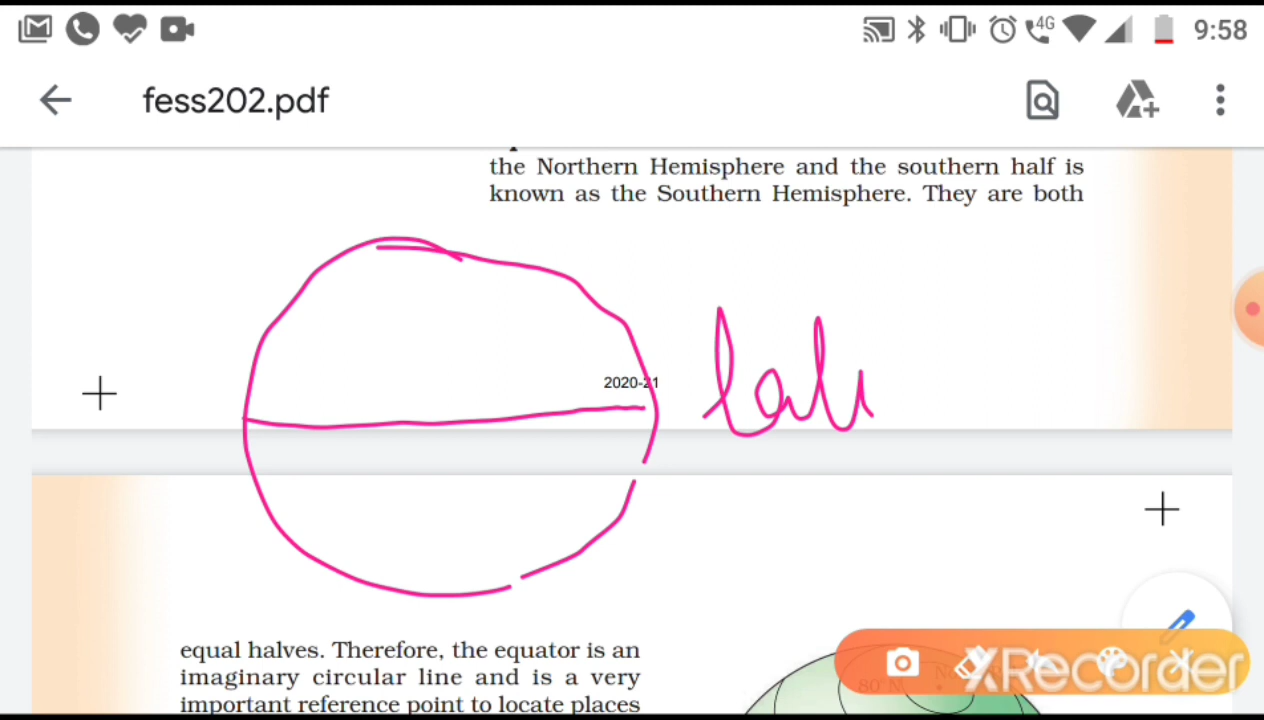 9:58
fess202.pdf
the Northern Hemisphere and the southern half is
known as the Southern Hemisphere. They are both
2020-21
equal halves. Therefore, the equator is an
imaginary circular line and is a very
important reference point to locate places
80° N
XRecorder